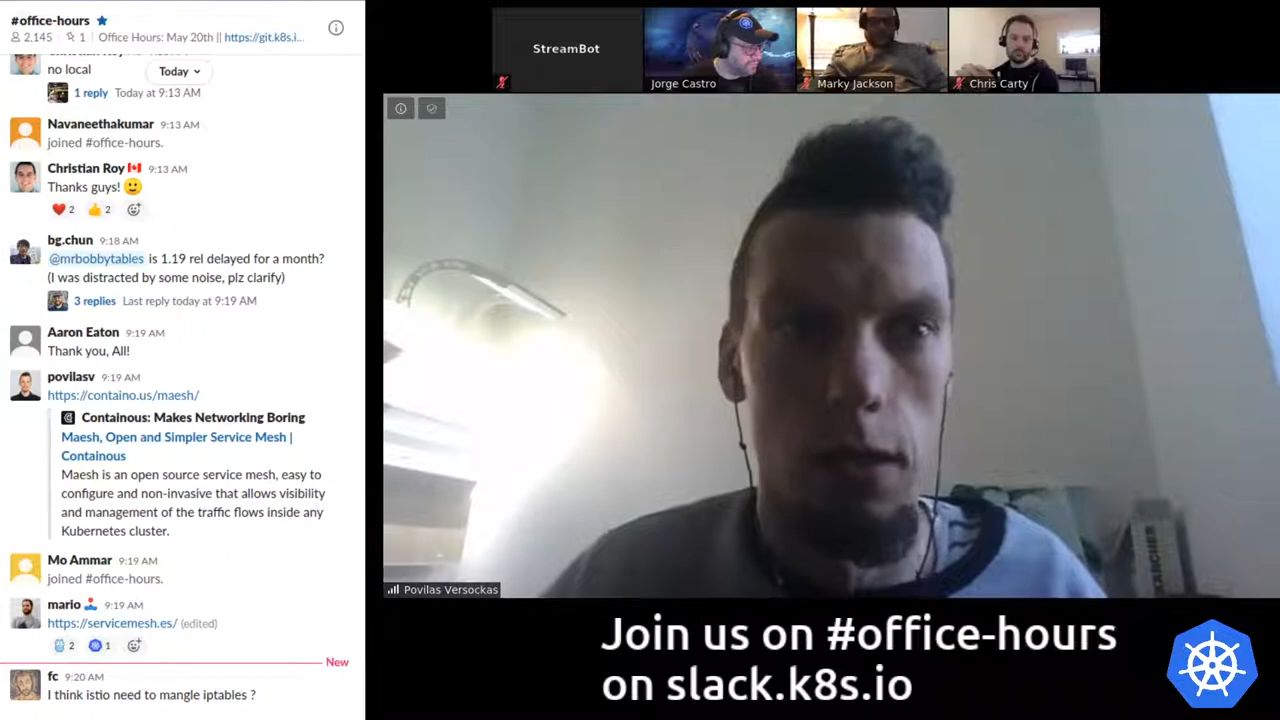 #office-hours
2,145 | 1 | Office Hours: May 20th || https://git.k8s.i...
no local
Today
1 reply Today at 9:13 AM
Navaneethakumar 9:13 AM
joined #office-hours.
Christian Roy 9:13 AM
Thanks guys!
2 2
bg.chun 9:18 AM
@mrbobbytables is 1.19 rel delayed for a month?
(I was distracted by some noise, plz clarify)
3 replies Last reply today at 9:19 AM
Aaron Eaton 9:19 AM
Thank you, All!
povilasv 9:19 AM
https://containo.us/maesh/
Containous: Makes Networking Boring
Maesh, Open and Simpler Service Mesh |
Containous
Maesh is an open source service mesh, easy to
configure and non-invasive that allows visibility
and management of the traffic flows inside any
Kubernetes cluster.
Mo Ammar 9:19 AM
joined #office-hours.
mario 9:19 AM
https://servicemesh.es/ (edited)
2 1
New
fc 9:20 AM
I think istio need to mangle iptables ?
StreamBot
Jorge Castro
Marky Jackson
Chris Carty
Povilas Versockas
Join us on #office-hours
on slack.k8s.io